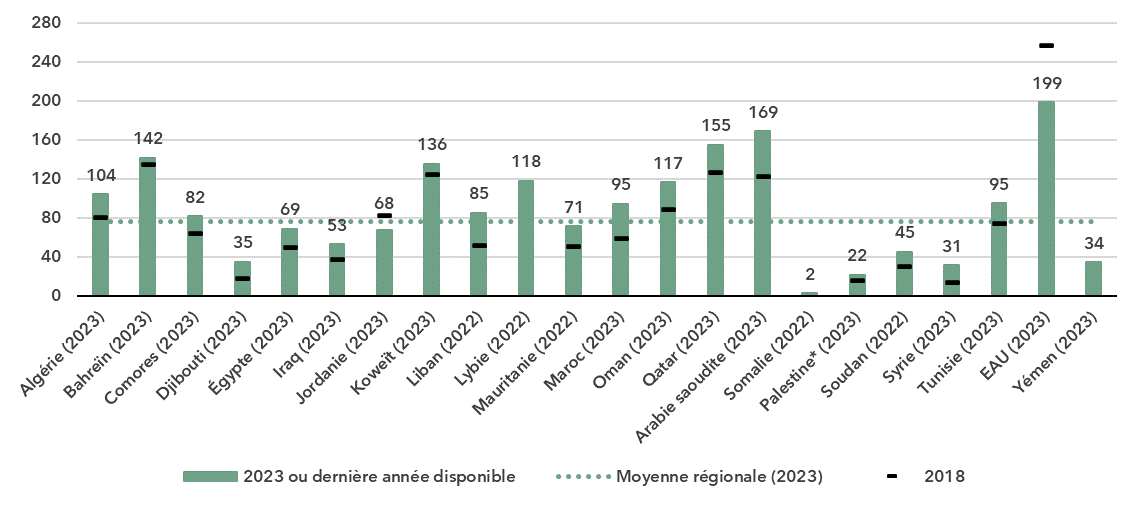 280
240
200
160
120
80
40
0
104
142
82
35
69
53
68
136
85
118
71
95
117
155
169
2
22
45
31
95
199
34
Algérie (2023)
Bahreïn (2023)
Comores (2023)
Djibouti (2023)
Égypte (2023)
Iraq (2023)
Jordanie (2023)
Koweït (2023)
Liban (2022)
Lybie (2022)
Mauritanie (2022)
Maroc (2023)
Oman (2023)
Qatar (2023)
Arabie saoudite (2023)
Somalie (2022)
Palestine* (2023)
Soudan (2022)
Syrie (2023)
Tunisie (2023)
EAU (2023)
Yémen (2023)
2023 ou dernière année disponible
Moyenne régionale (2023)
2018